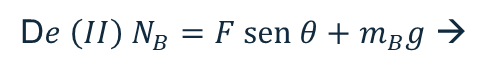 De (II) N_B = F sen θ + m_B g →